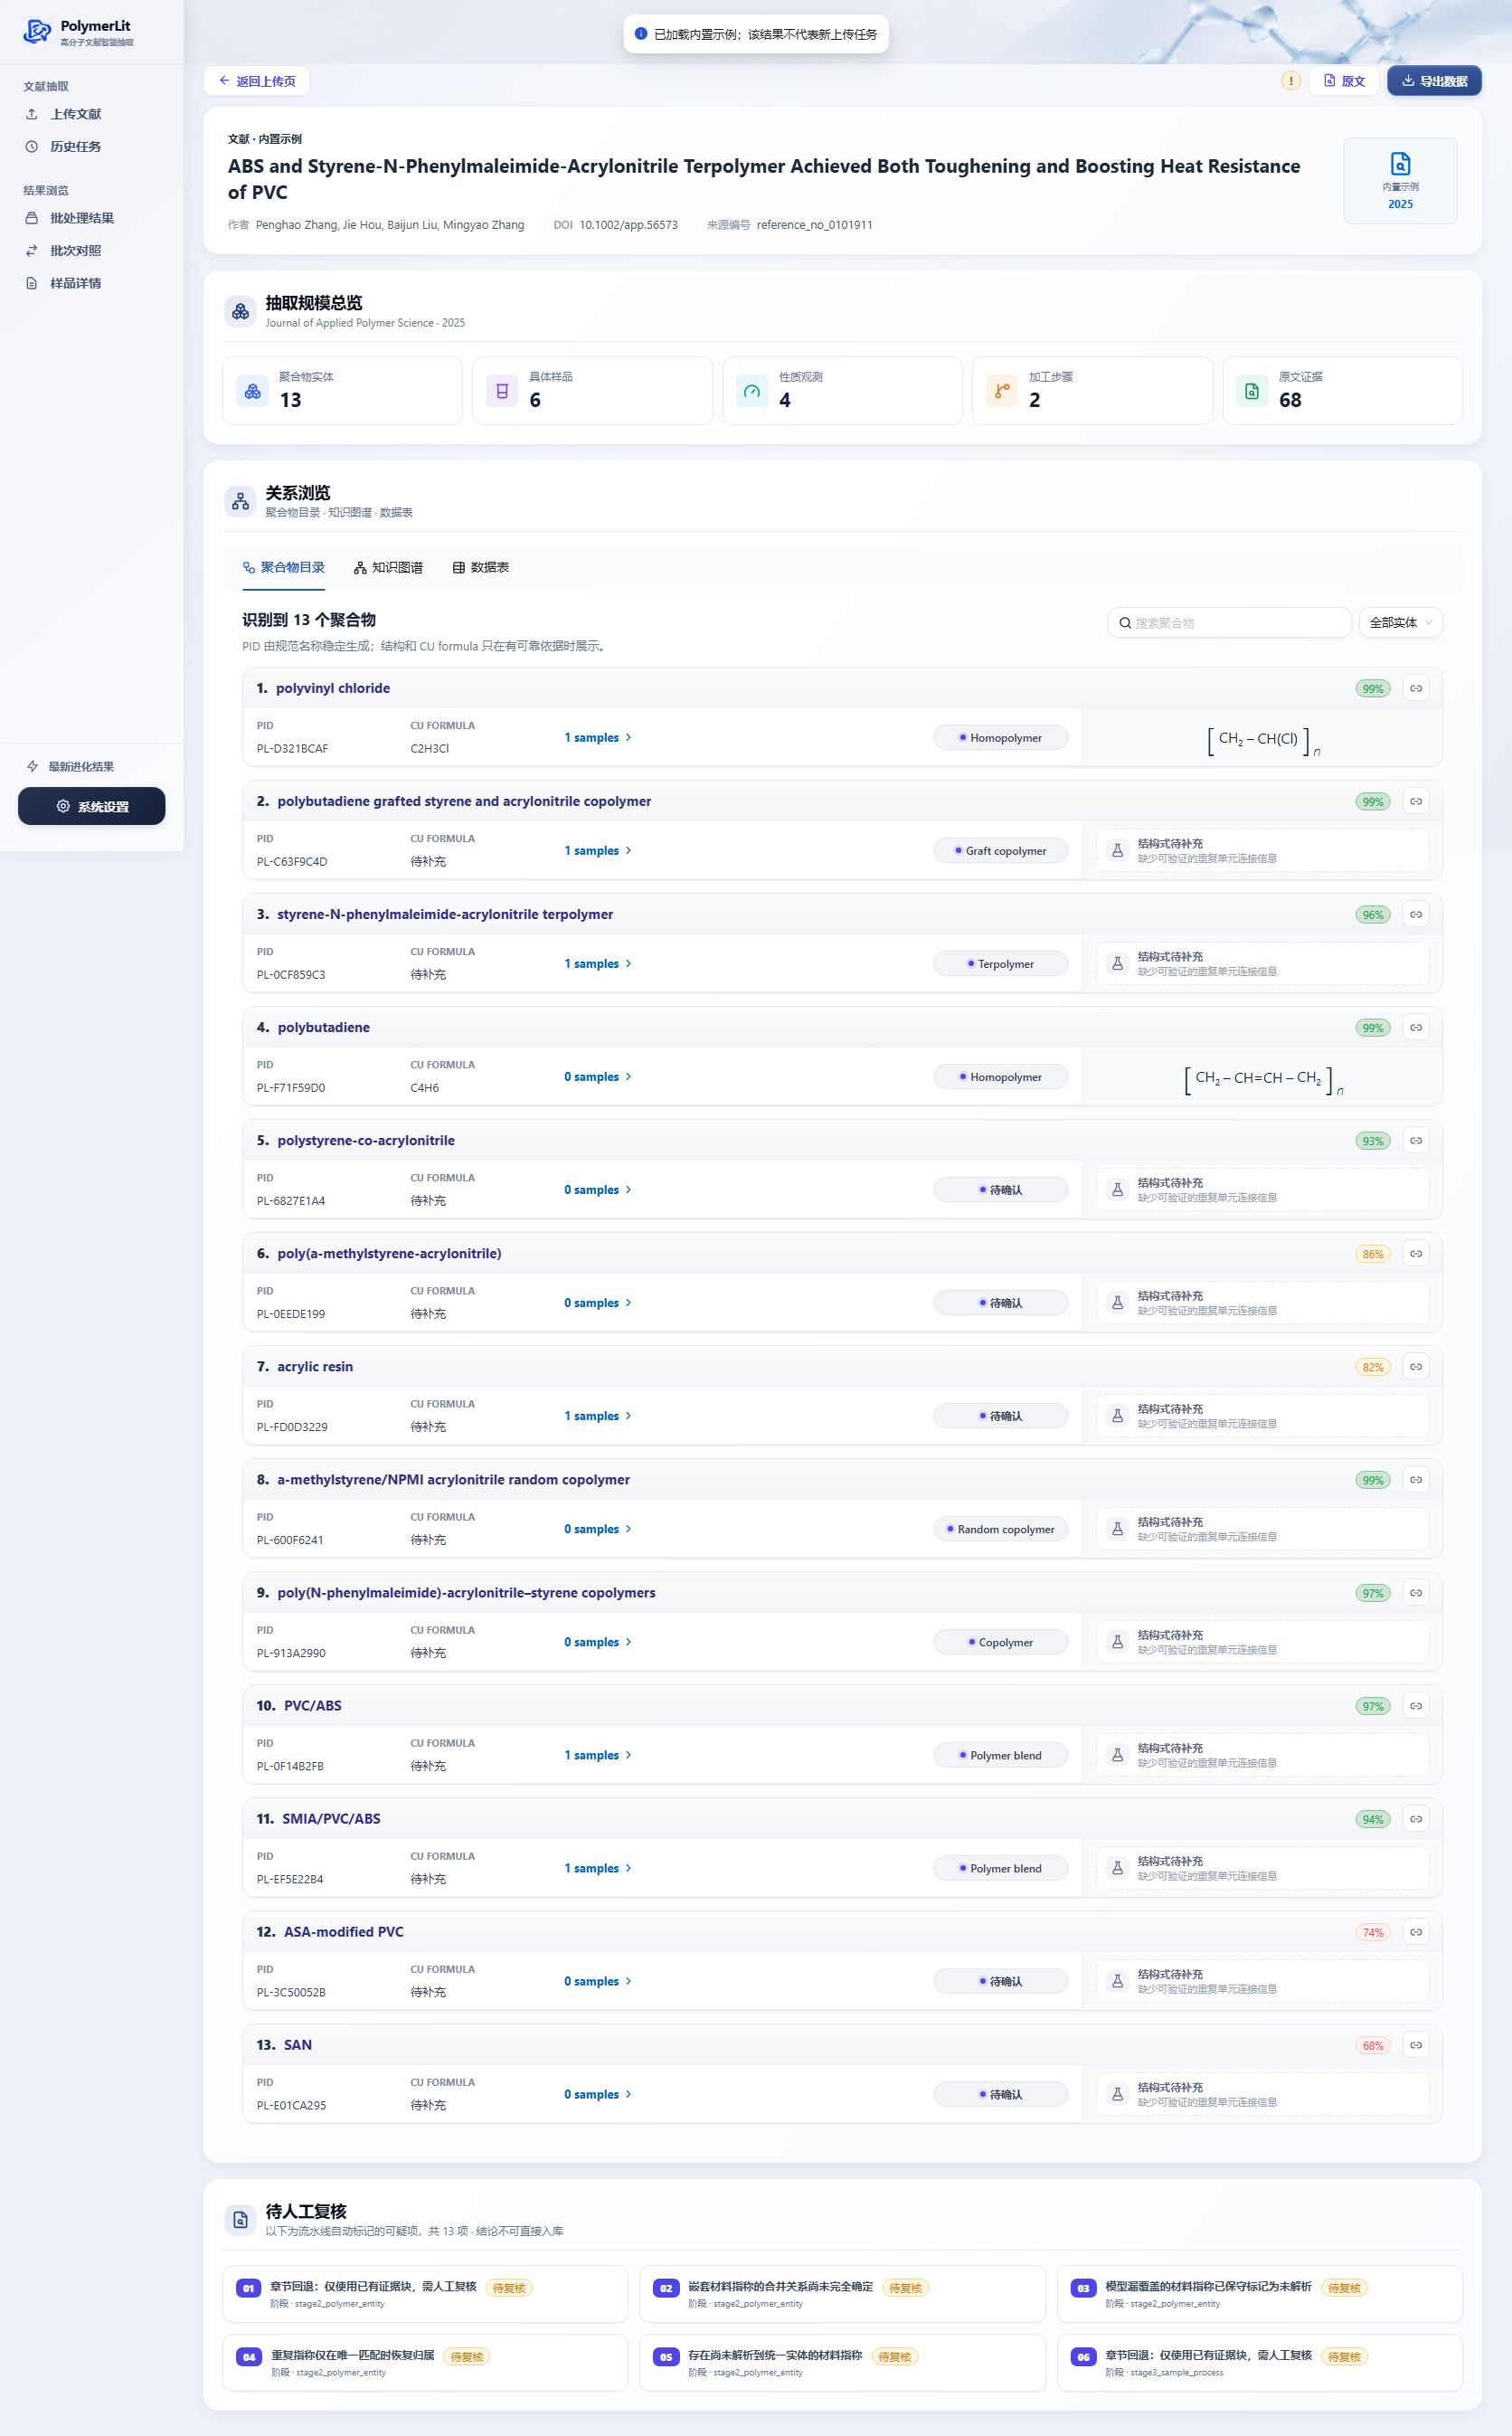 PolymerLit
高分子文献智能抽取
文献抽取
上传文献
历史任务
结果浏览
批处理结果
批次对照
样品详情
最新进化结果
系统设置
已加载内置示例；该结果不代表新上传任务
返回上传页
!
原文
导出数据
文献 · 内置示例
ABS and Styrene-N-Phenylmaleimide-Acrylonitrile Terpolymer Achieved Both Toughening and Boosting Heat Resistance
of PVC
作者 Penghao Zhang, Jie Hou, Baijun Liu, Mingyao Zhang DOI 10.1002/app.56573 来源编号 reference_no_0101911
内置示例
2025
抽取规模总览
Journal of Applied Polymer Science · 2025
聚合物实体
13
具体样品
6
性质观测
4
加工步骤
2
原文证据
68
关系浏览
聚合物目录 · 知识图谱 · 数据表
聚合物目录 知识图谱 数据表
识别到 13 个聚合物
PID 由规范名称稳定生成；结构和 CU formula 只在有可靠依据时展示。
搜索聚合物
全部实体
1. polyvinyl chloride 99%
PID CU FORMULA
PL-D321BCAF C2H3Cl 1 samples Homopolymer
[ CH2 – CH(Cl) ]n
2. polybutadiene grafted styrene and acrylonitrile copolymer 99%
PID CU FORMULA
PL-C63F9C4D 待补充 1 samples Graft copolymer
结构式待补充
缺少可验证的重复单元连接信息
3. styrene-N-phenylmaleimide-acrylonitrile terpolymer 96%
PID CU FORMULA
PL-0CF859C3 待补充 1 samples Terpolymer
结构式待补充
缺少可验证的重复单元连接信息
4. polybutadiene 99%
PID CU FORMULA
PL-F71F59D0 C4H6 0 samples Homopolymer
[ CH2 – CH=CH – CH2 ]n
5. polystyrene-co-acrylonitrile 93%
PID CU FORMULA
PL-6827E1A4 待补充 0 samples 待确认
结构式待补充
缺少可验证的重复单元连接信息
6. poly(a-methylstyrene-acrylonitrile) 86%
PID CU FORMULA
PL-0EEDE199 待补充 0 samples 待确认
结构式待补充
缺少可验证的重复单元连接信息
7. acrylic resin 82%
PID CU FORMULA
PL-FD0D3229 待补充 1 samples 待确认
结构式待补充
缺少可验证的重复单元连接信息
8. a-methylstyrene/NPMI acrylonitrile random copolymer 99%
PID CU FORMULA
PL-600F6241 待补充 0 samples Random copolymer
结构式待补充
缺少可验证的重复单元连接信息
9. poly(N-phenylmaleimide)-acrylonitrile–styrene copolymers 97%
PID CU FORMULA
PL-913A2990 待补充 0 samples Copolymer
结构式待补充
缺少可验证的重复单元连接信息
10. PVC/ABS 97%
PID CU FORMULA
PL-0F14B2FB 待补充 1 samples Polymer blend
结构式待补充
缺少可验证的重复单元连接信息
11. SMIA/PVC/ABS 94%
PID CU FORMULA
PL-EF5E22B4 待补充 1 samples Polymer blend
结构式待补充
缺少可验证的重复单元连接信息
12. ASA-modified PVC 74%
PID CU FORMULA
PL-3C50052B 待补充 0 samples 待确认
结构式待补充
缺少可验证的重复单元连接信息
13. SAN 68%
PID CU FORMULA
PL-E01CA295 待补充 0 samples 待确认
结构式待补充
缺少可验证的重复单元连接信息
待人工复核
以下为流水线自动标记的可疑项，共 13 项 · 结论不可直接入库
01 章节回退：仅使用已有证据块，需人工复核 待复核
阶段 · stage2_polymer_entity
02 嵌套材料指称的合并关系尚未完全确定 待复核
阶段 · stage2_polymer_entity
03 模型漏覆盖的材料指称已保守标记为未解析 待复核
阶段 · stage2_polymer_entity
04 重复指称仅在唯一匹配时恢复归属 待复核
阶段 · stage2_polymer_entity
05 存在尚未解析到统一实体的材料指称 待复核
阶段 · stage2_polymer_entity
06 章节回退：仅使用已有证据块，需人工复核 待复核
阶段 · stage3_sample_process